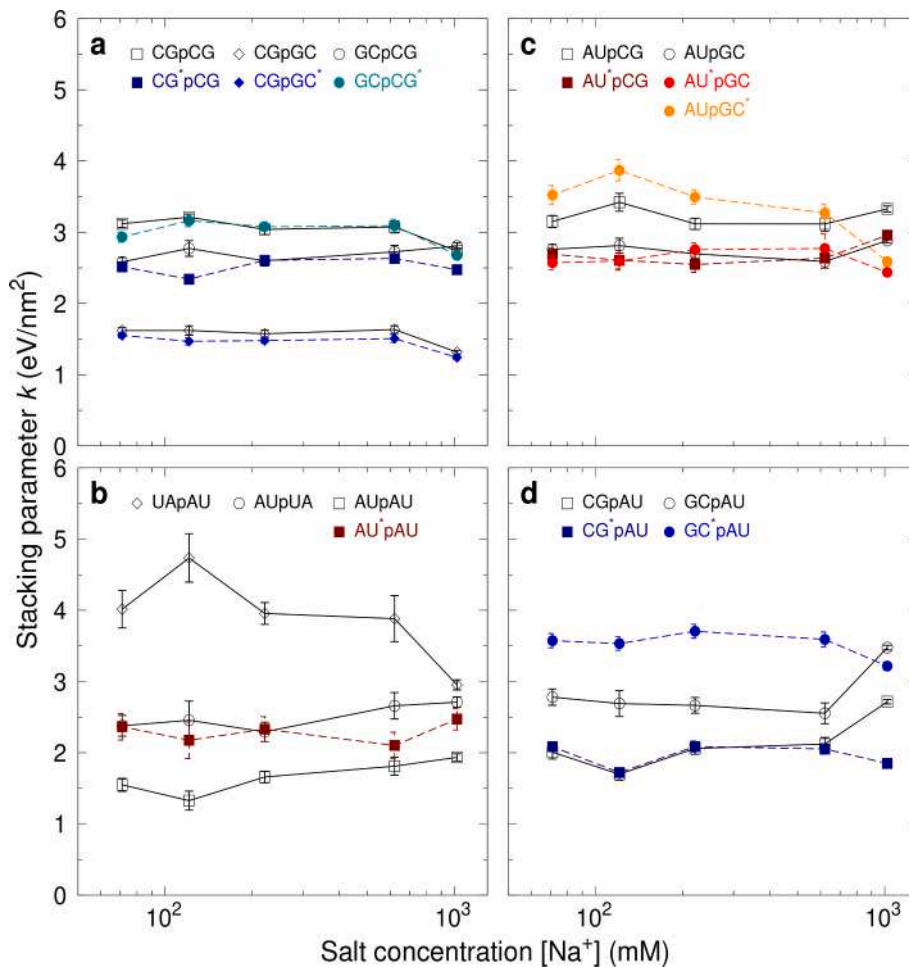 a
CGpCG CGpGC GCpCG
CG*pCG CGpGC* GCpCG*
c
AUpCG AUpGC
AU*pCG AU*pGC
AUpGC*
6
5
4
3
2
1
0
b
UApAU AUpUA AUpAU
AU*pAU
d
CGpAU GCpAU
CG*pAU GC*pAU
6
5
4
3
2
1
0
Stacking parameter k (eV/nm²)
10² 10³ 10² 10³
Salt concentration [Na⁺] (mM)